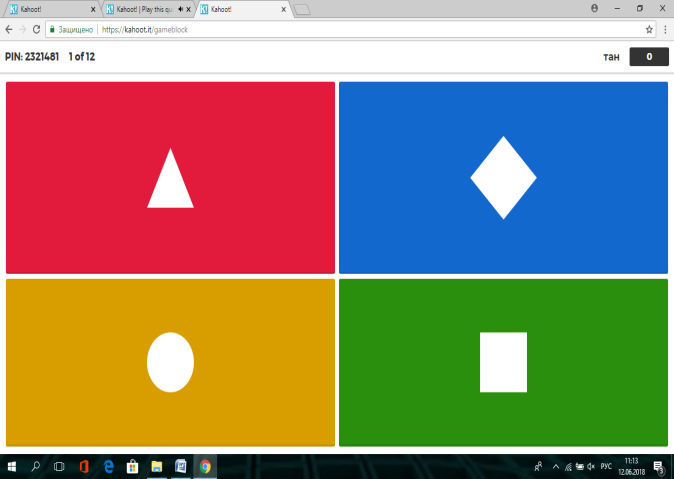 Kahoot!
Kahoot! | Play this qu
Kahoot!
Защищено https://kahoot.it/gameblock
PIN: 2321481 1 of 12
тан 0
РУС
11:13
12.06.2018
3